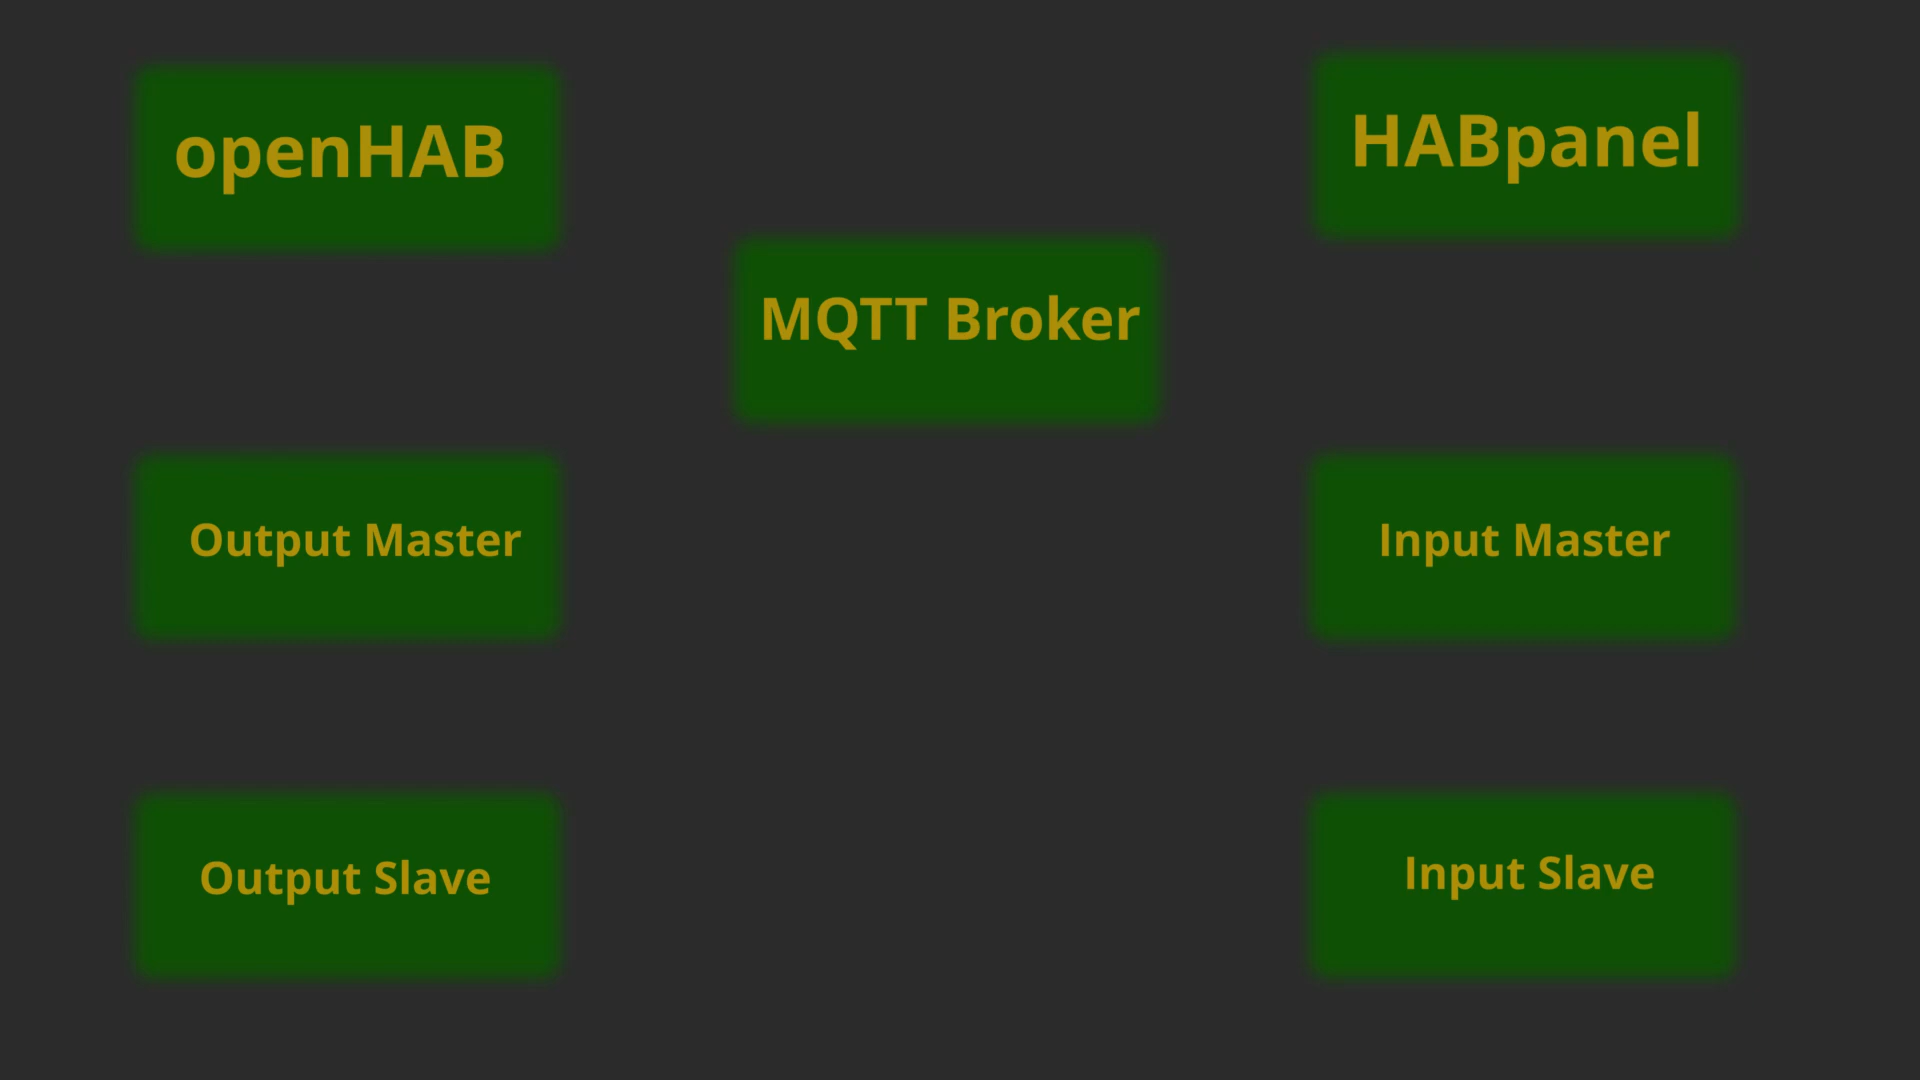 openHAB
HABpanel
MQTT Broker
Output Master
Input Master
Output Slave
Input Slave